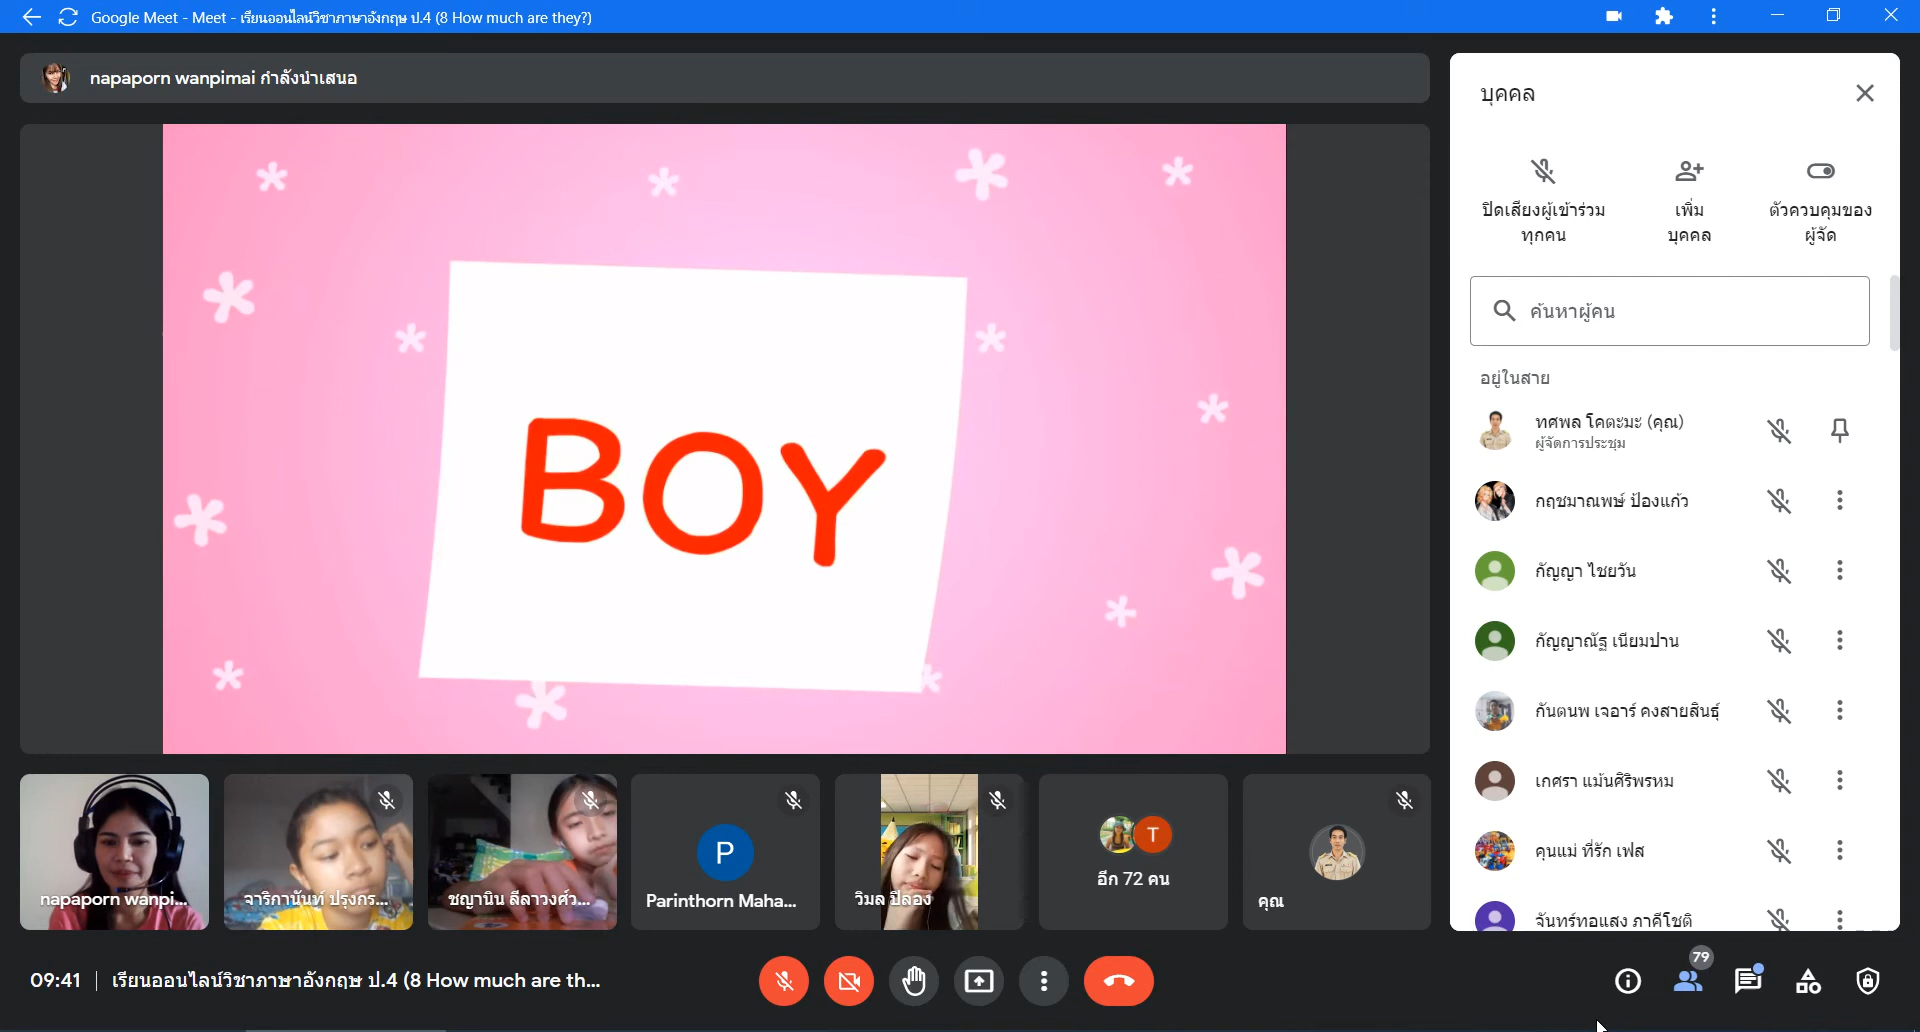 Google Meet - Meet - เรียนออนไลน์วิชาภาษาอังกฤษ ป.4 (8 How much are they?)
napaporn wanpimai กำลังนำเสนอ
BOY
napaporn wanpi...
จาริกานันท์ ปรุงกร...
ชญานิน ลีลาวงศ์ว...
P
Parinthorn Maha...
วิมล ปีลอง
T
อีก 72 คน
คุณ
09:41
เรียนออนไลน์วิชาภาษาอังกฤษ ป.4 (8 How much are th...
บุคคล
ปิดเสียงผู้เข้าร่วม
ทุกคน
เพิ่ม
บุคคล
ตัวควบคุมของ
ผู้จัด
ค้นหาผู้คน
อยู่ในสาย
ทศพล โคตะมะ (คุณ)
ผู้จัดการประชุม
กฤชมาณพษ์ ป้องแก้ว
กัญญา ไชยวัน
กัญญาณัฐ เนียมปาน
กันตนพ เจอาร์ คงสายสินธุ์
เกศรา แม้นศิริพรหม
คุนแม่ ที่รัก เฟส
จันทร์ทอแสง ภาคีโชติ
79